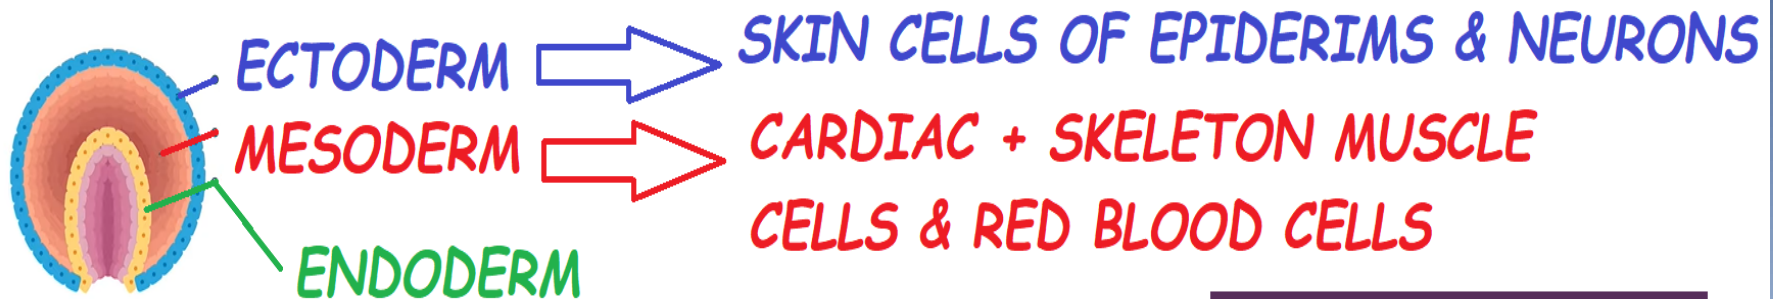 ECTODERM SKIN CELLS OF EPIDERIMS & NEURONS
MESODERM CARDIAC + SKELETON MUSCLE
CELLS & RED BLOOD CELLS
ENDODERM